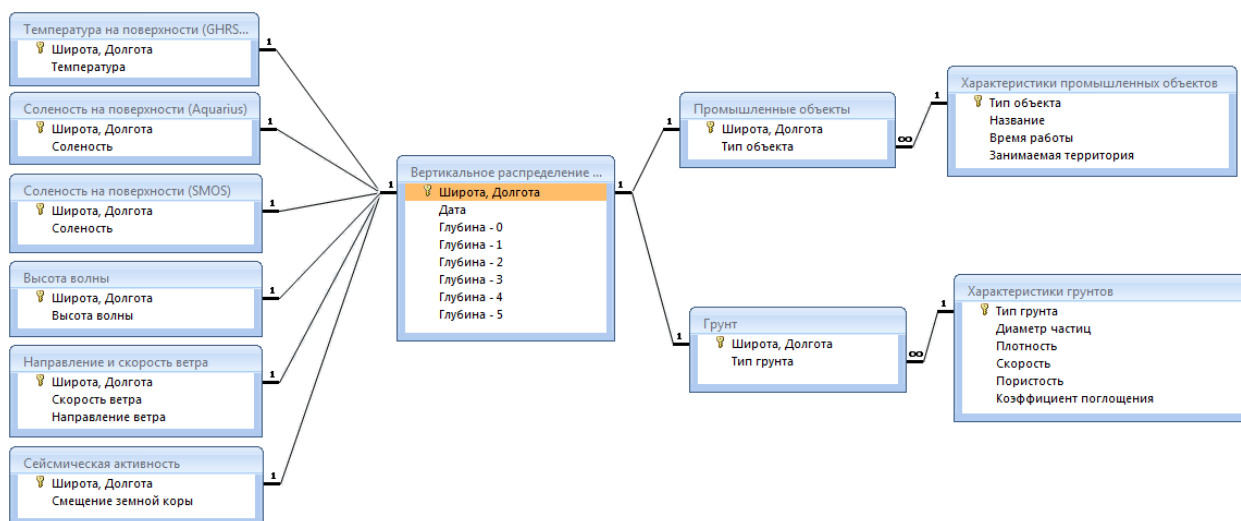 Температура на поверхности (GHRS...
Широта, Долгота
Температура
Соленость на поверхности (Aquarius)
Широта, Долгота
Соленость
Соленость на поверхности (SMOS)
Широта, Долгота
Соленость
Высота волны
Широта, Долгота
Высота волны
Направление и скорость ветра
Широта, Долгота
Скорость ветра
Направление ветра
Сейсмическая активность
Широта, Долгота
Смещение земной коры
1
1
1
1
1
1
1
Вертикальное распределение ...
Широта, Долгота
Дата
Глубина - 0
Глубина - 1
Глубина - 2
Глубина - 3
Глубина - 4
Глубина - 5
1
1
Промышленные объекты
Широта, Долгота
Тип объекта
∞
1
Характеристики промышленных объектов
Тип объекта
Название
Время работы
Занимаемая территория
1
Грунт
Широта, Долгота
Тип грунта
∞
1
Характеристики грунтов
Тип грунта
Диаметр частиц
Плотность
Скорость
Пористость
Коэффициент поглощения